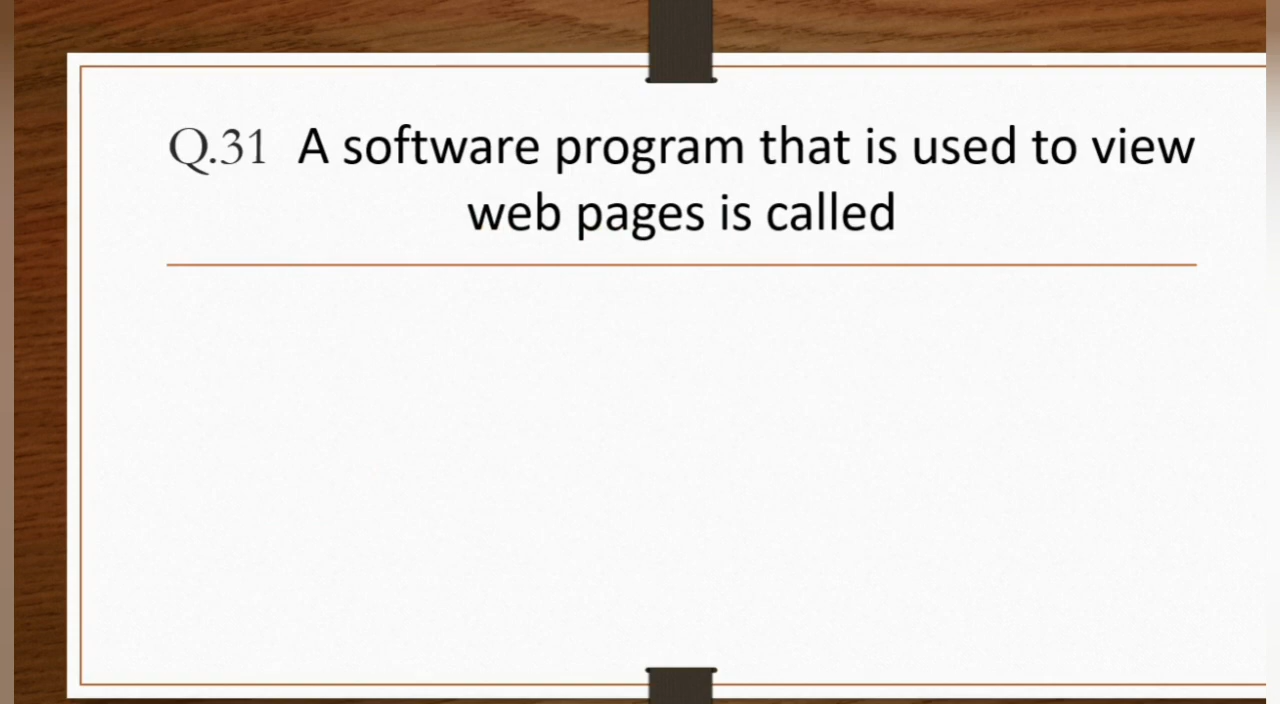 Q.31 A software program that is used to view
web pages is called